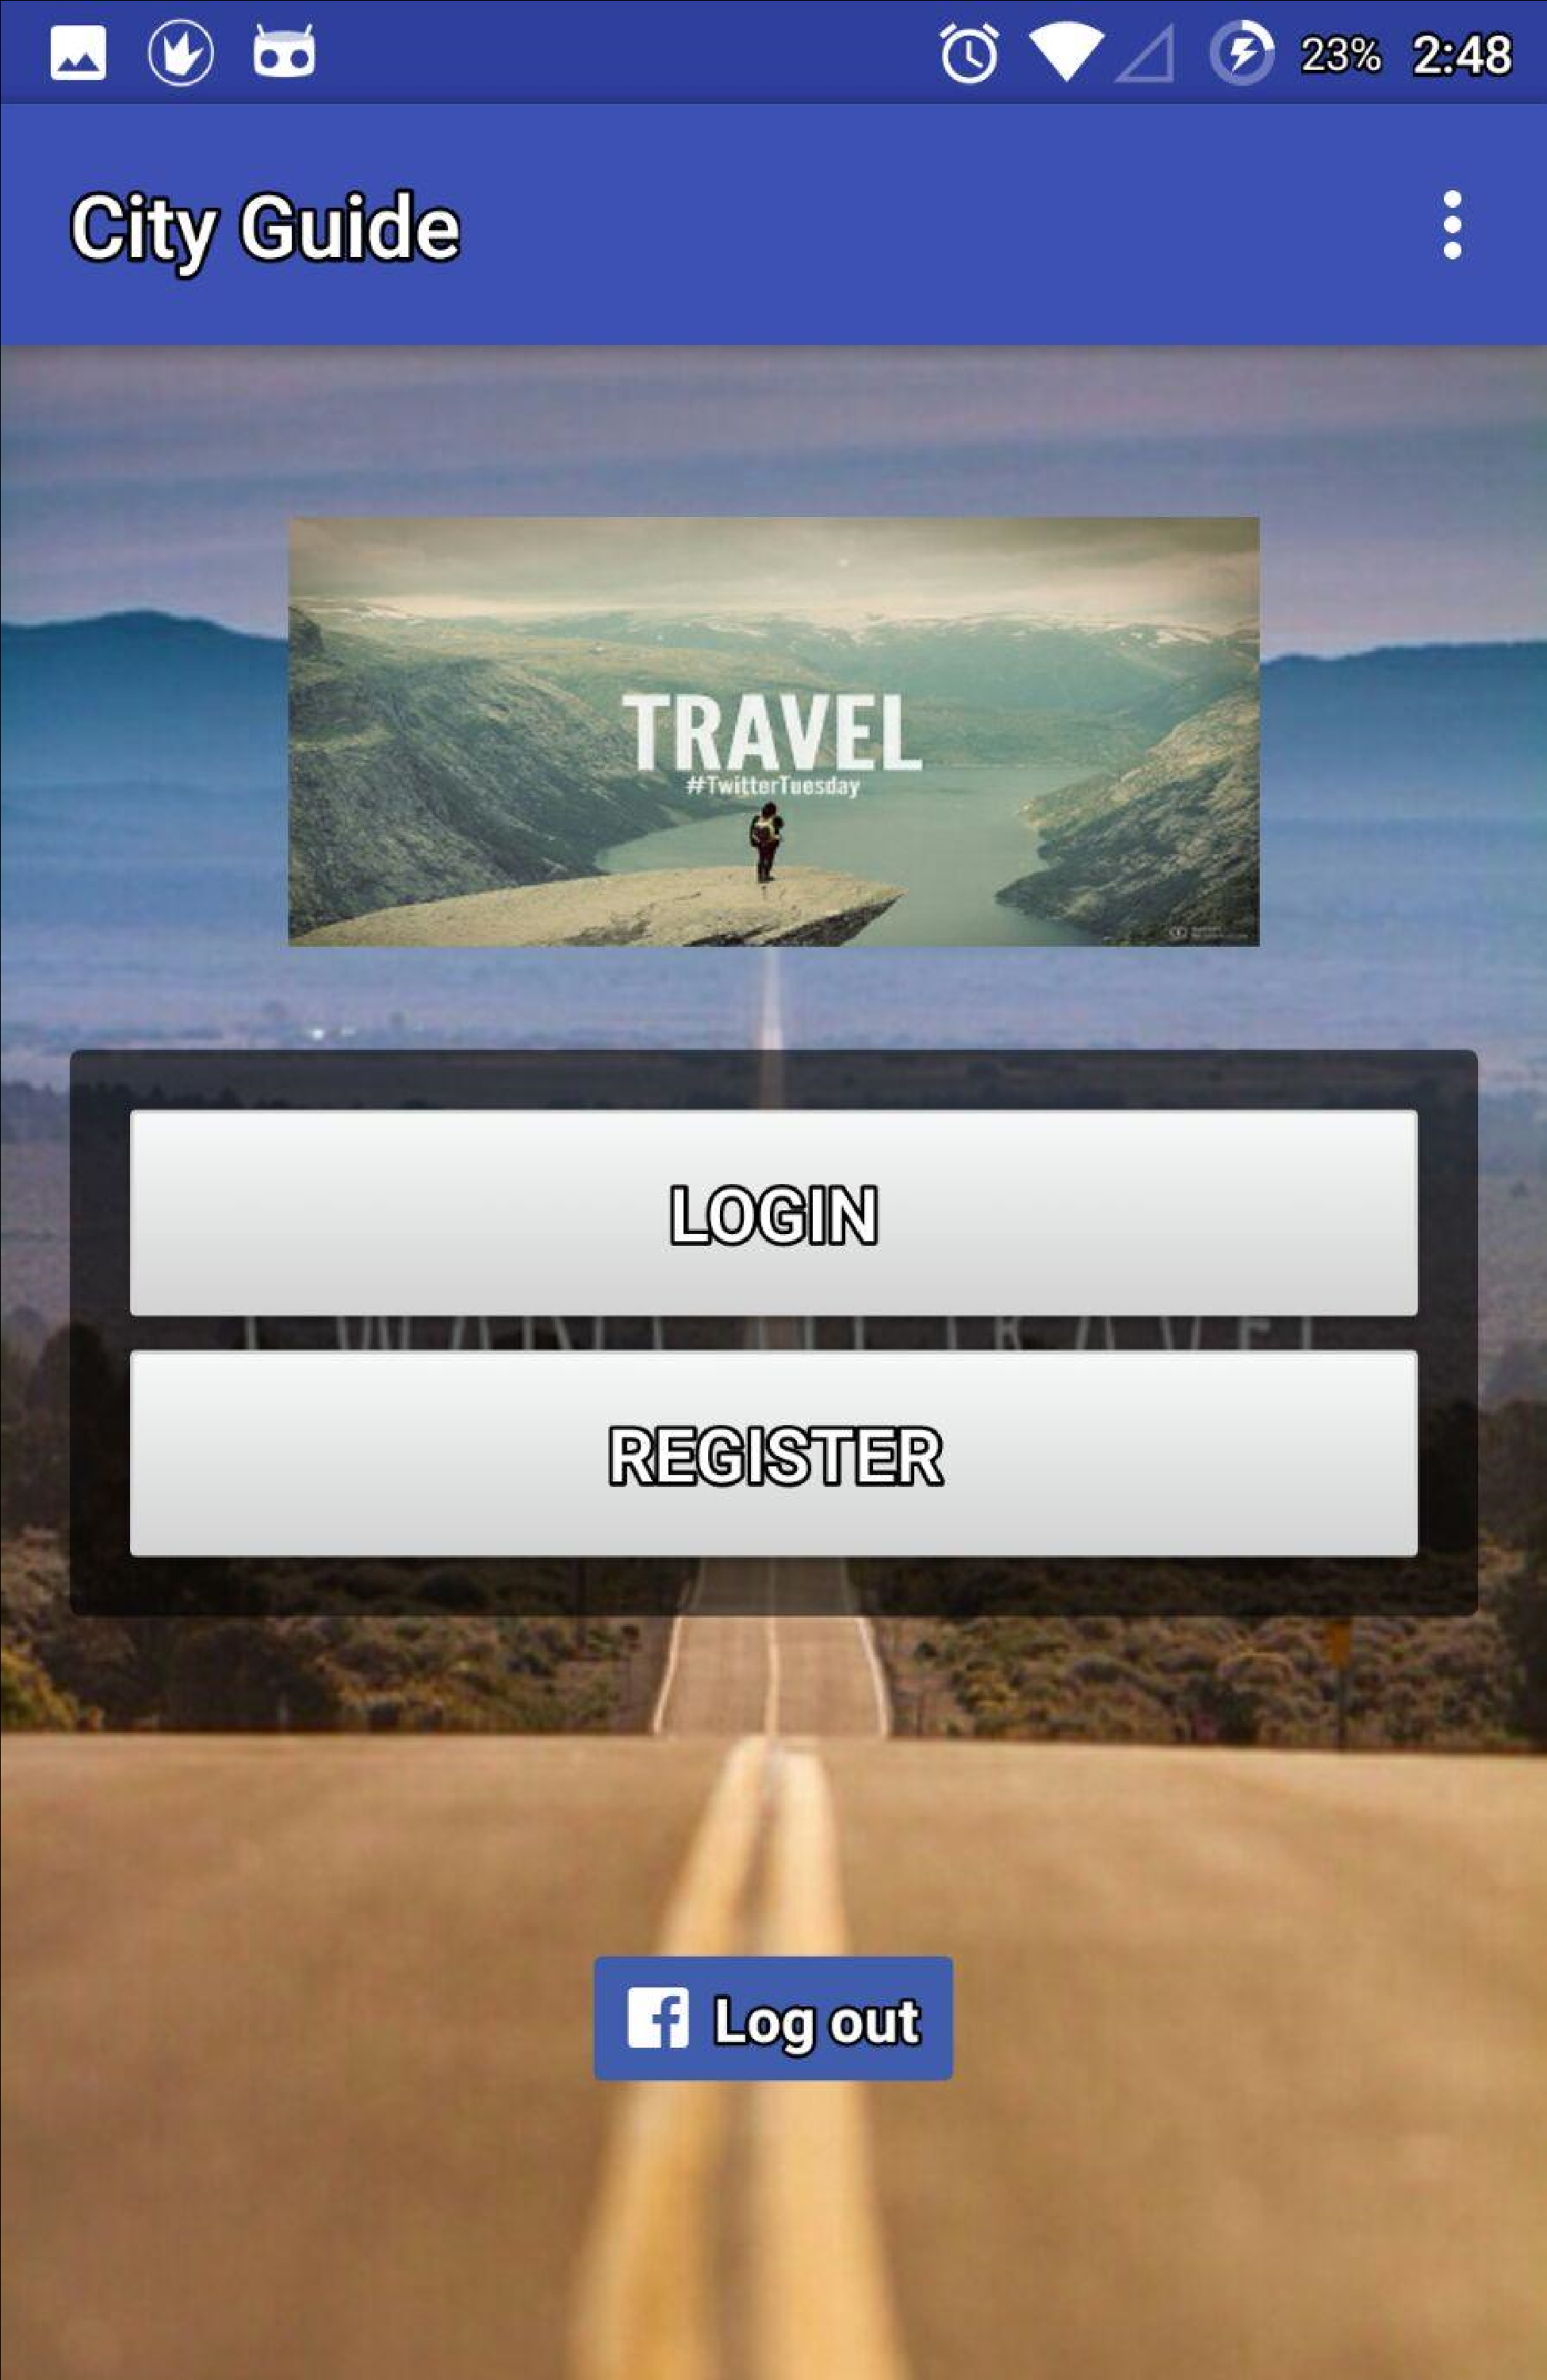 23% 2:48
City Guide
TRAVEL
#TwitterTuesday
LOGIN
REGISTER
Log out